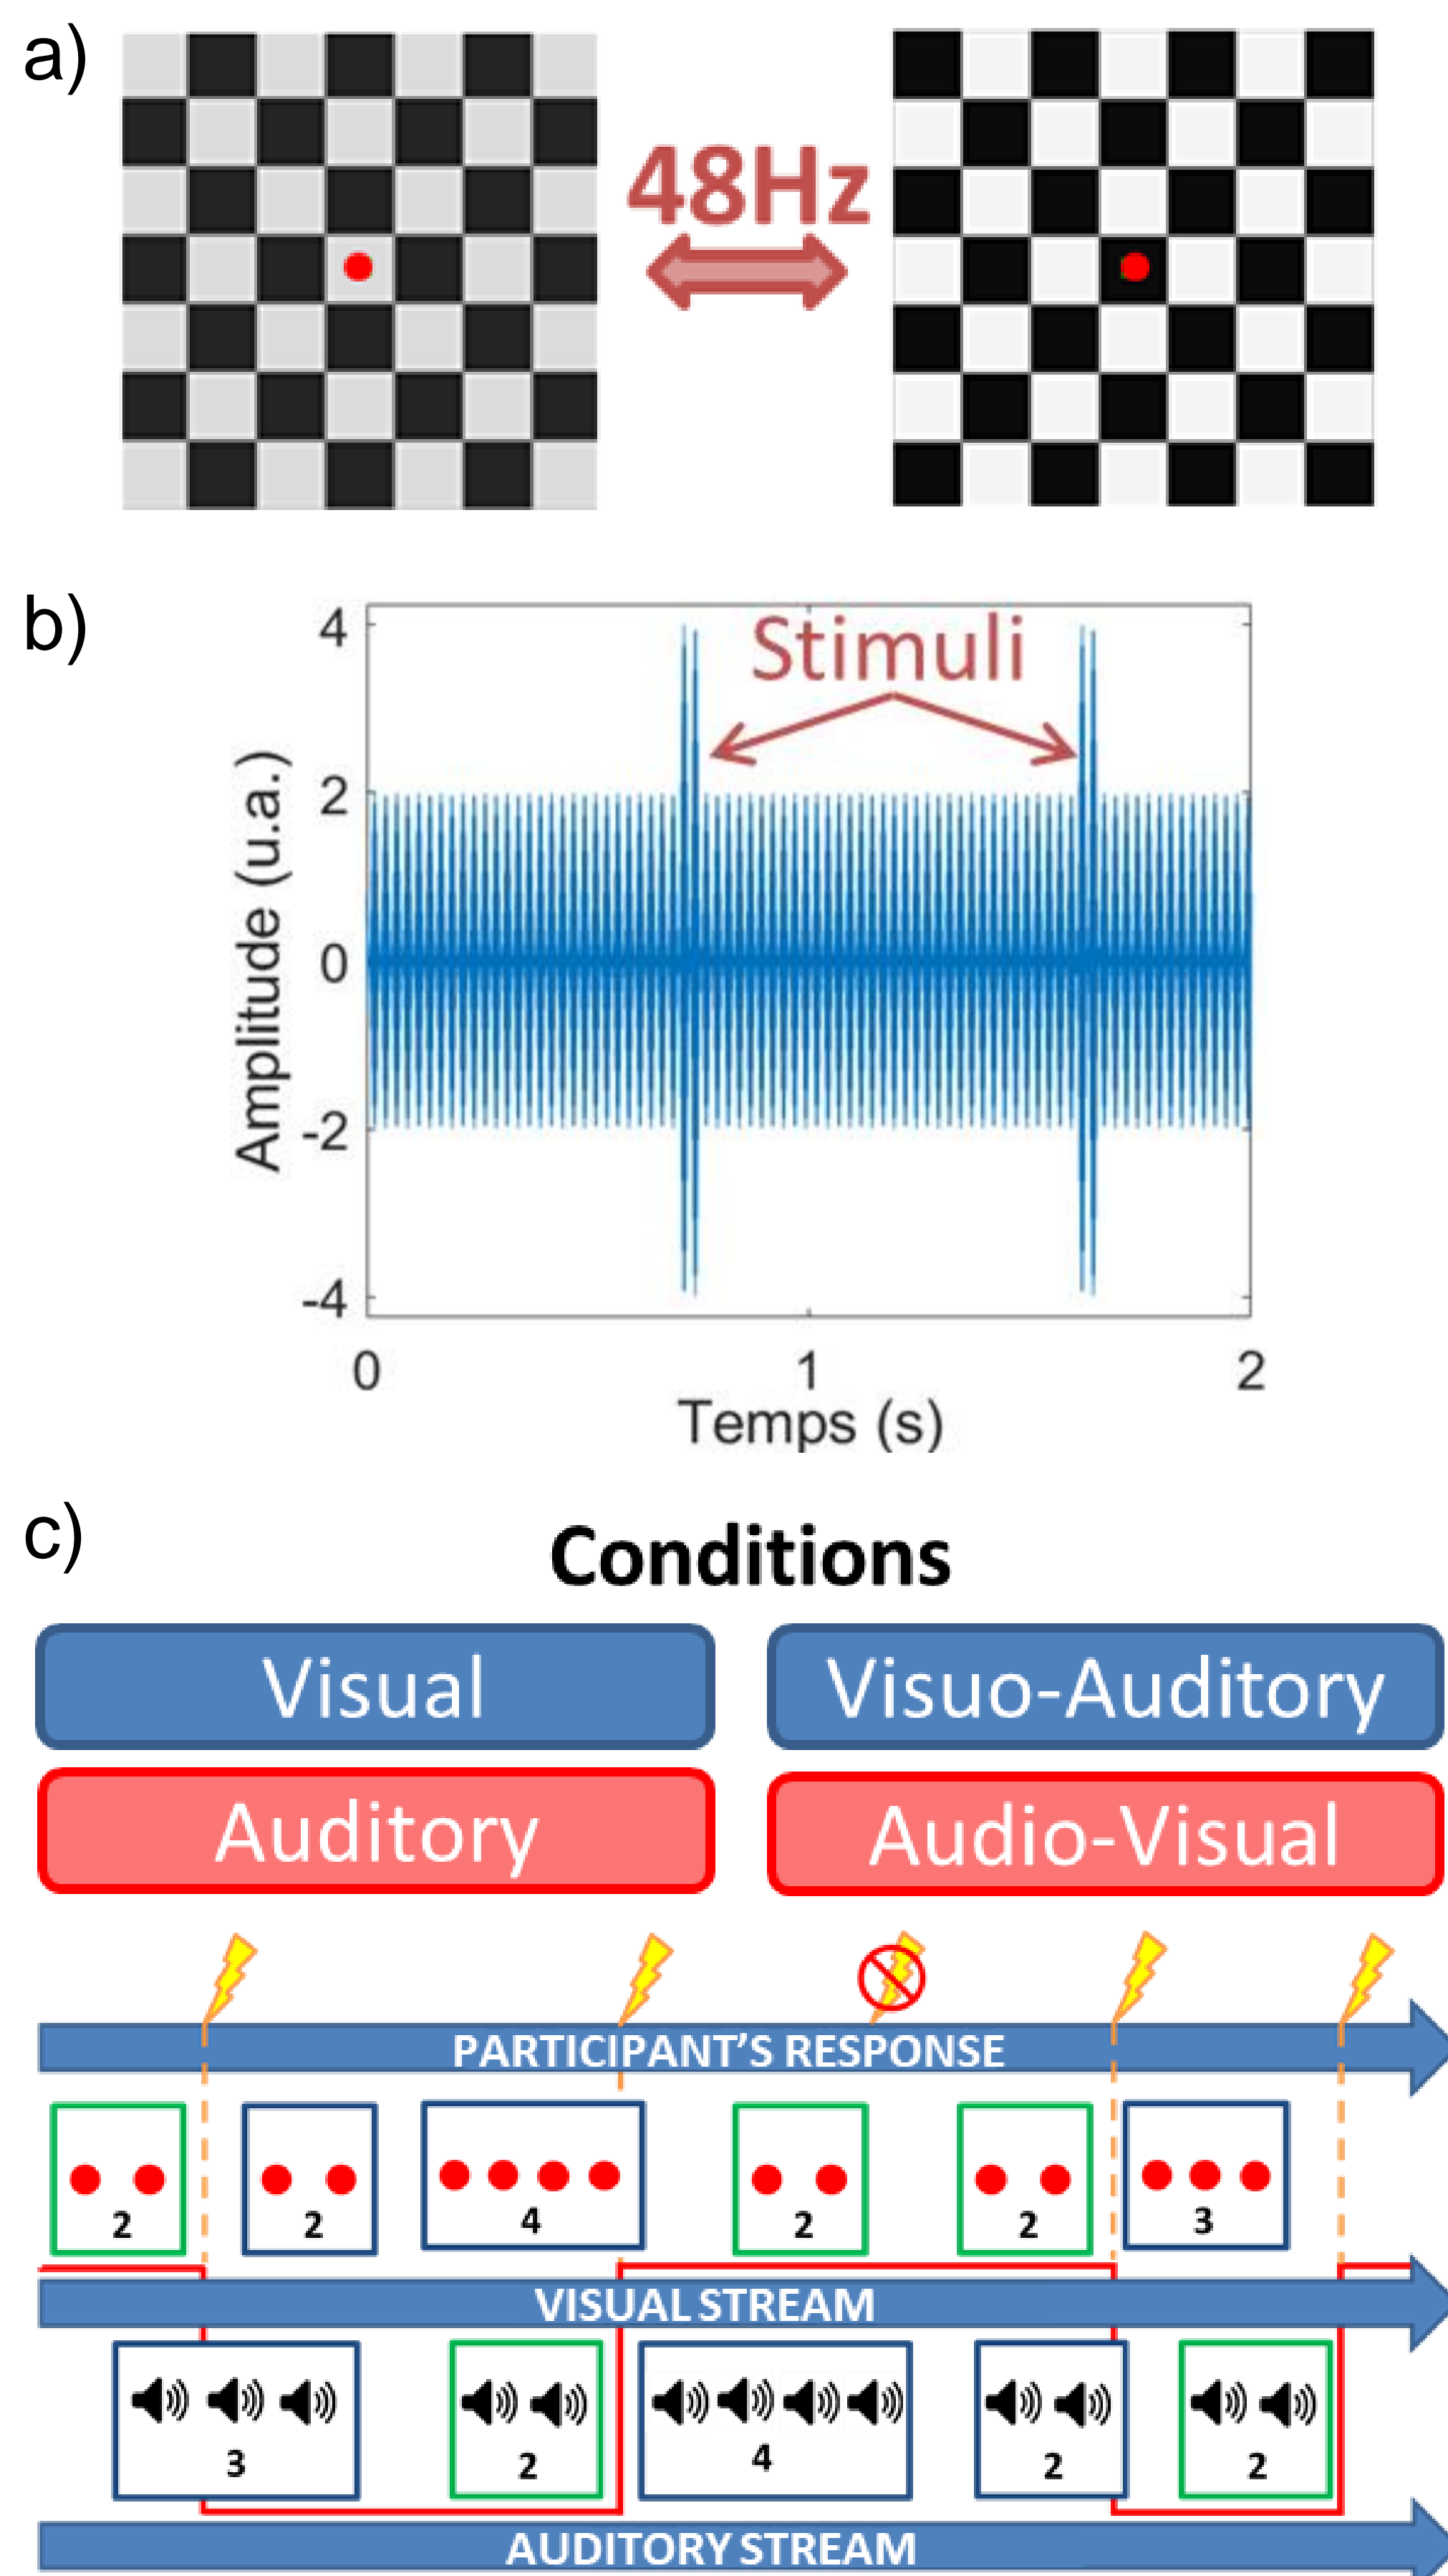 a)
48Hz
b)
Stimuli
4
2
0
-2
-4
Amplitude (u.a.)
0 1 2
Temps (s)
c)
Conditions
Visual Visuo-Auditory
Auditory Audio-Visual
PARTICIPANT'S RESPONSE
2 2 4 2 2 3
VISUAL STREAM
3 2 4 2 2
AUDITORY STREAM